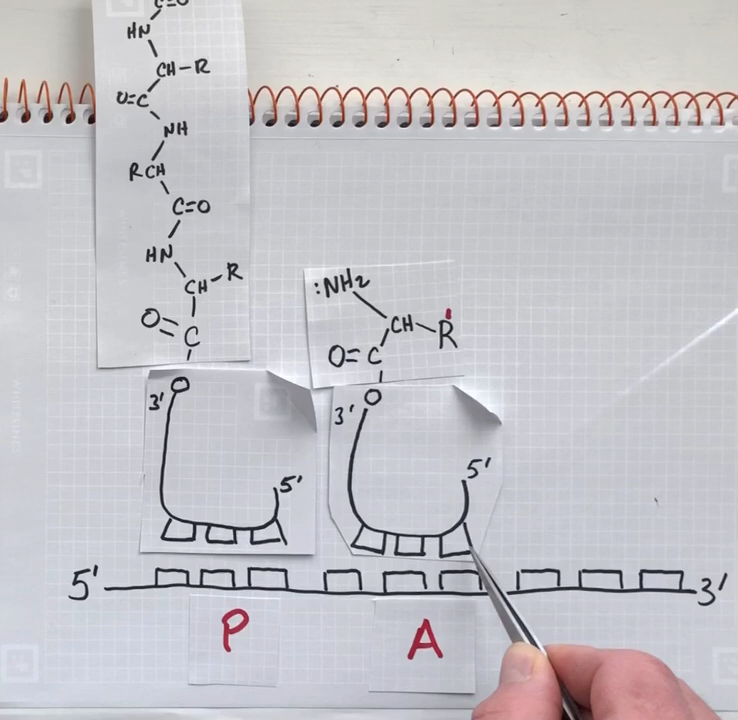 C=O
HN
CH-R
O=C
NH
RCH
C=O
HN
CH-R
O=C
:NH2
CH-R'
O=C
O
3'
5'
O
3'
5'
5'
3'
P
A